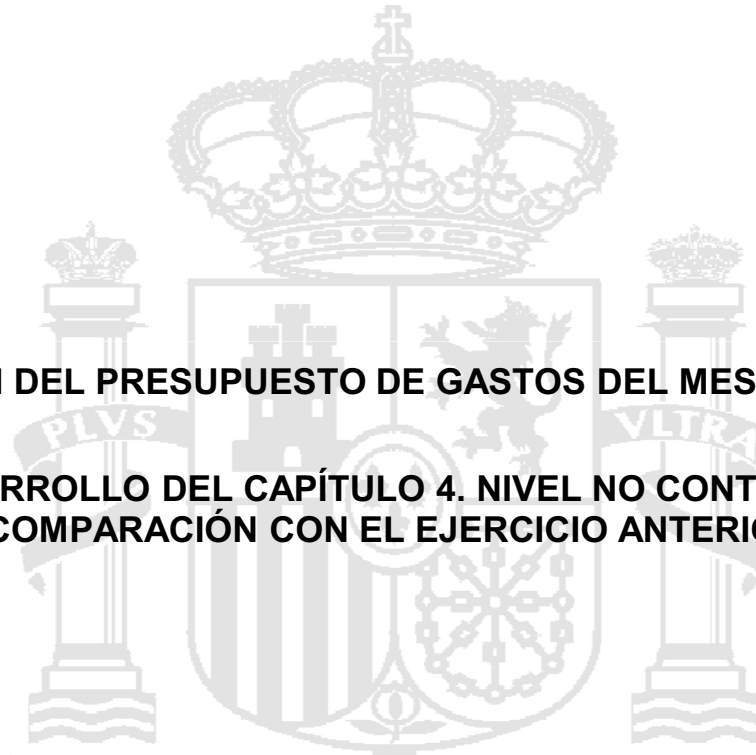 DEL PRESUPUESTO DE GASTOS DEL MES
PLVS
VLTRA
RROLLO DEL CAPÍTULO 4. NIVEL NO CONT
COMPARACIÓN CON EL EJERCICIO ANTERI